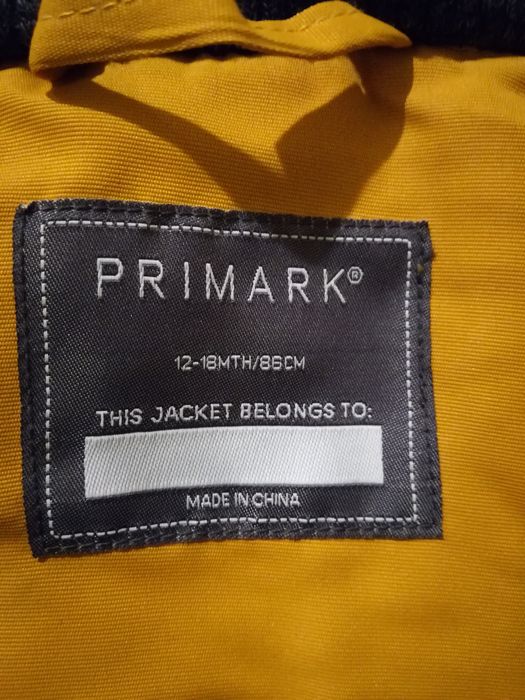 PRIMARK®
12-18MTH/86CM
THIS JACKET BELONGS TO:
MADE IN CHINA